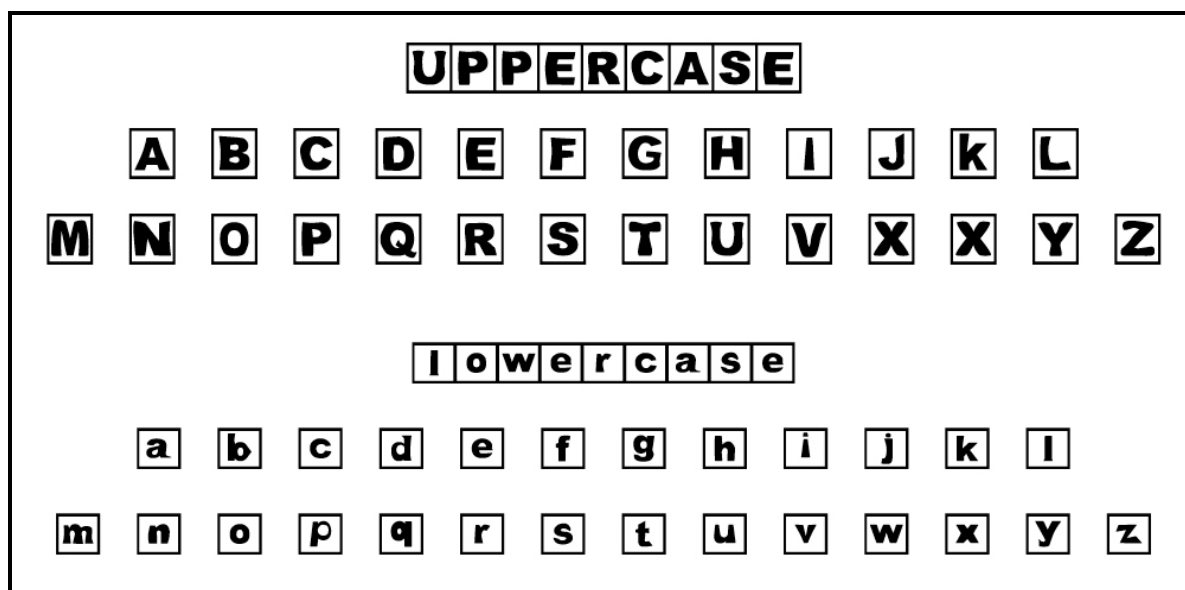 UPPERCASE
A B C D E F G H I J k L
M N O P Q R S T U V X X Y Z
lowercase
a b c d e f g h i j k l
m n o p q r s t u v w x y z